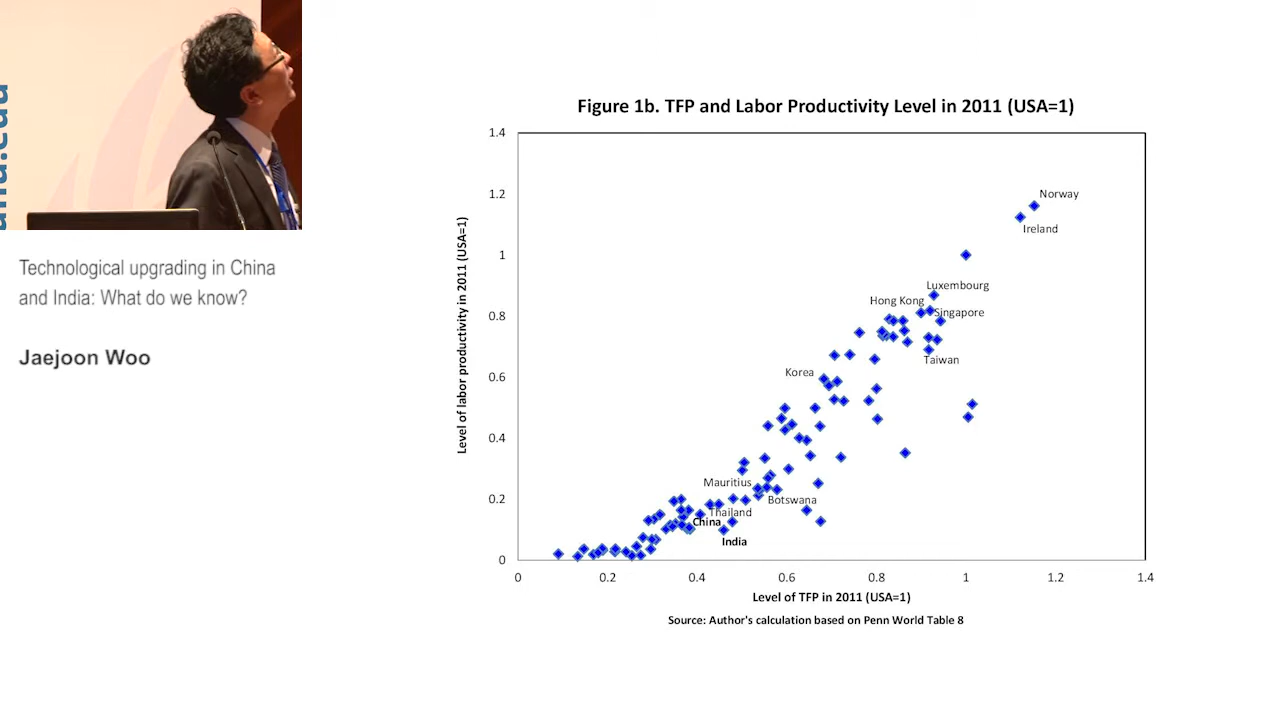 Technological upgrading in China
and India: What do we know?
Jaejoon Woo
Figure 1b. TFP and Labor Productivity Level in 2011 (USA=1)
Level of labor productivity in 2011 (USA=1)
1.4
1.2
1
0.8
0.6
0.4
0.2
0
Norway
Ireland
Luxembourg
Hong Kong
Singapore
Taiwan
Korea
Mauritius
Botswana
Thailand
China
India
0 0.2 0.4 0.6 0.8 1 1.2 1.4
Level of TFP in 2011 (USA=1)
Source: Author's calculation based on Penn World Table 8